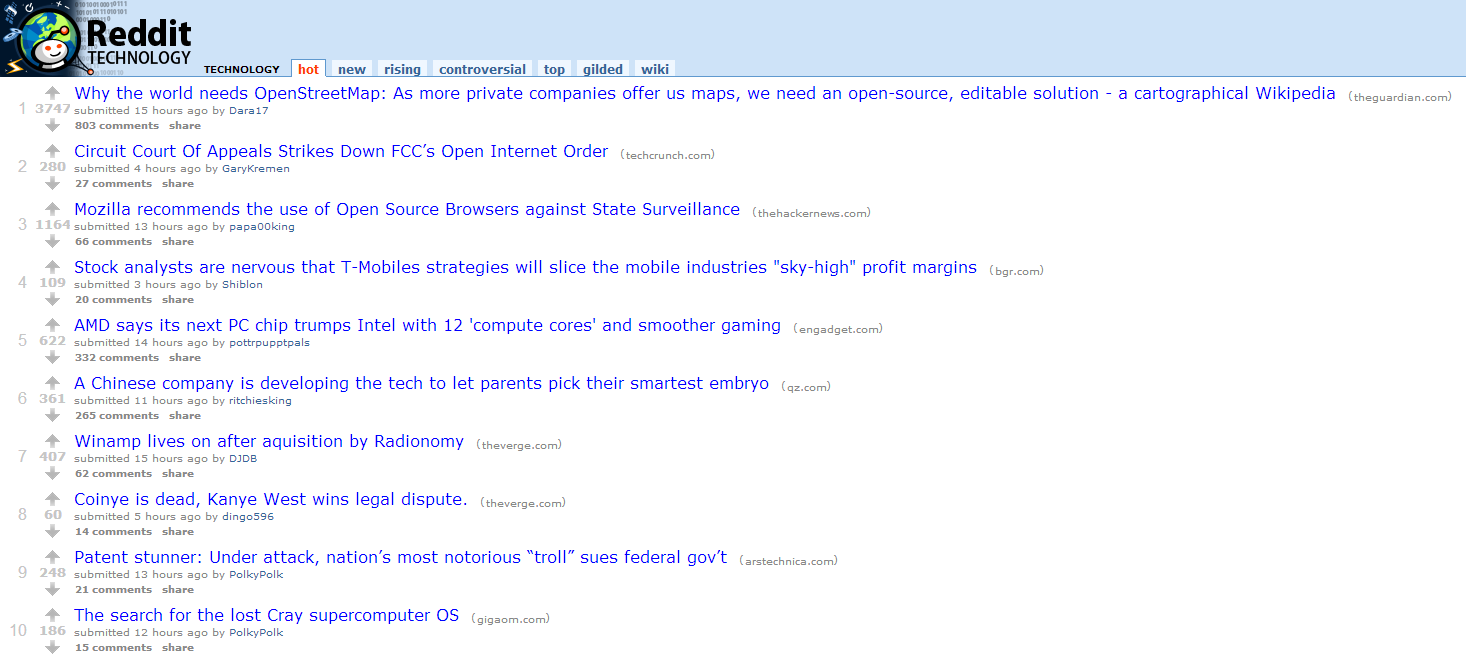 Reddit
TECHNOLOGY
TECHNOLOGY hot new rising controversial top gilded wiki
Why the world needs OpenStreetMap: As more private companies offer us maps, we need an open-source, editable solution - a cartographical Wikipedia (theguardian.com)
1 3747 submitted 15 hours ago by Dara17
803 comments share
Circuit Court Of Appeals Strikes Down FCC’s Open Internet Order (techcrunch.com)
2 280 submitted 4 hours ago by GaryKremen
27 comments share
Mozilla recommends the use of Open Source Browsers against State Surveillance (thehackernews.com)
3 1164 submitted 13 hours ago by papa00king
66 comments share
Stock analysts are nervous that T-Mobiles strategies will slice the mobile industries "sky-high" profit margins (bgr.com)
4 109 submitted 3 hours ago by Shiblon
20 comments share
AMD says its next PC chip trumps Intel with 12 'compute cores' and smoother gaming (engadget.com)
5 622 submitted 14 hours ago by pottrpupptpals
332 comments share
A Chinese company is developing the tech to let parents pick their smartest embryo (qz.com)
6 361 submitted 11 hours ago by ritchiesking
265 comments share
Winamp lives on after aquisition by Radionomy (theverge.com)
7 407 submitted 15 hours ago by DJDB
62 comments share
Coinye is dead, Kanye West wins legal dispute. (theverge.com)
8 60 submitted 5 hours ago by dingo596
14 comments share
Patent stunner: Under attack, nation’s most notorious “troll” sues federal gov’t (arstechnica.com)
9 248 submitted 13 hours ago by PolkyPolk
21 comments share
The search for the lost Cray supercomputer OS (gigaom.com)
10 186 submitted 12 hours ago by PolkyPolk
15 comments share